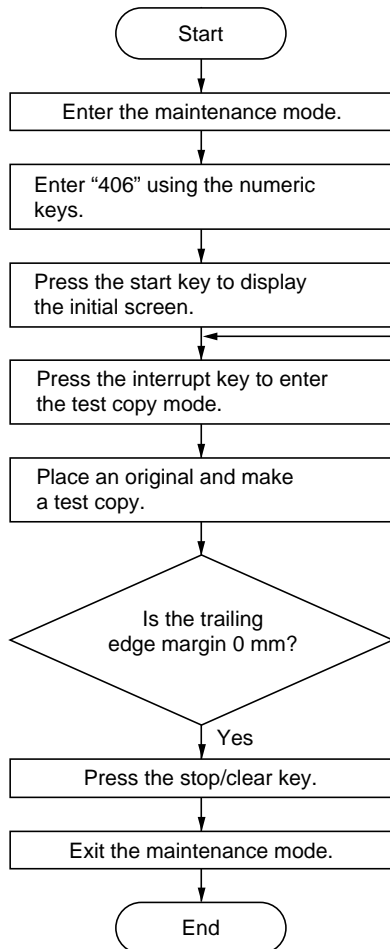 Start
Enter the maintenance mode.
Enter “406” using the numeric
keys.
Press the start key to display
the initial screen.
Press the interrupt key to enter
the test copy mode.
Place an original and make
a test copy.
Is the trailing
edge margin 0 mm?
Yes
Press the stop/clear key.
Exit the maintenance mode.
End